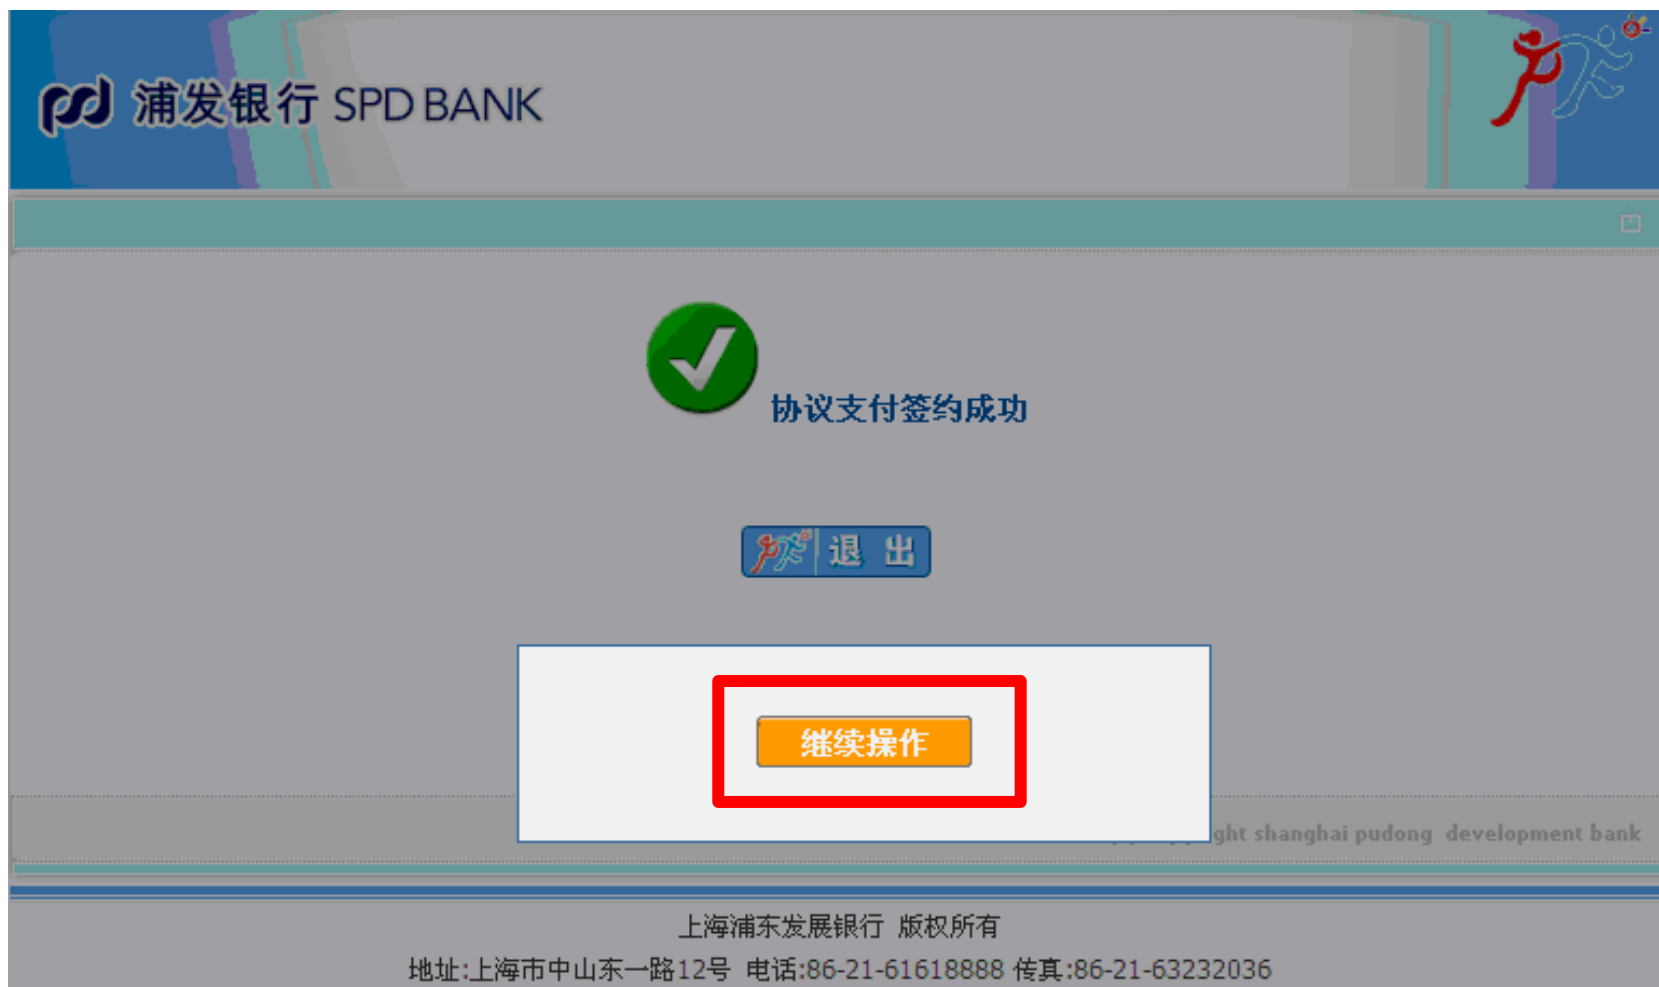 浦发银行 SPD BANK
协议支付签约成功
退 出
继续操作
ght shanghai pudong development bank
上海浦东发展银行 版权所有
地址:上海市中山东一路12号 电话:86-21-61618888 传真:86-21-63232036